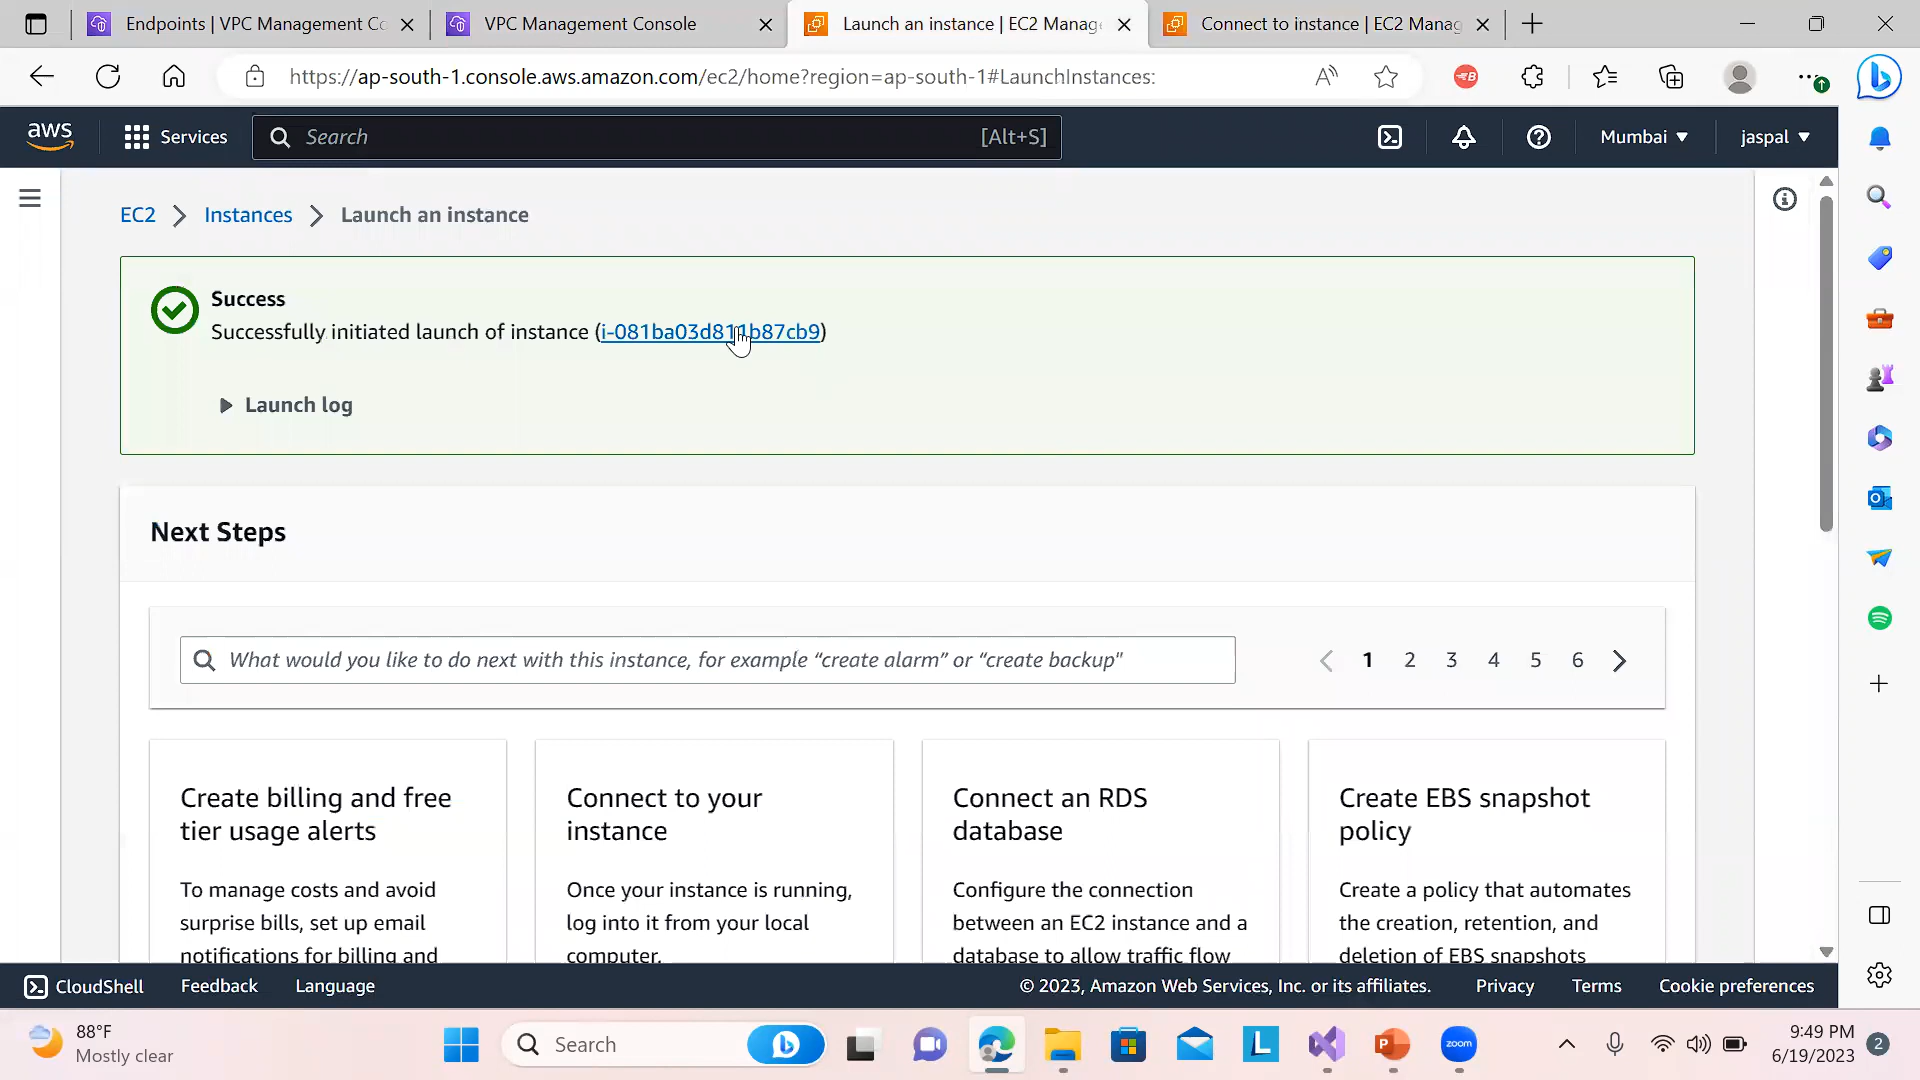 Endpoints | VPC Management Co
VPC Management Console
Launch an instance | EC2 Manag
Connect to instance | EC2 Manag
https://ap-south-1.console.aws.amazon.com/ec2/home?region=ap-south-1#LaunchInstances:
aws
Services
Search
[Alt+S]
Mumbai
jaspal
EC2
Instances
Launch an instance
Success
Successfully initiated launch of instance (i-081ba03d811b87cb9)
Launch log
Next Steps
What would you like to do next with this instance, for example “create alarm” or “create backup"
1 2 3 4 5 6
Create billing and free
tier usage alerts
To manage costs and avoid
surprise bills, set up email
notifications for billing and
Connect to your
instance
Once your instance is running,
log into it from your local
computer.
Connect an RDS
database
Configure the connection
between an EC2 instance and a
database to allow traffic flow
Create EBS snapshot
policy
Create a policy that automates
the creation, retention, and
deletion of EBS snapshots
CloudShell
Feedback
Language
© 2023, Amazon Web Services, Inc. or its affiliates.
Privacy
Terms
Cookie preferences
88°F
Mostly clear
Search
zoom
9:49 PM
6/19/2023
2